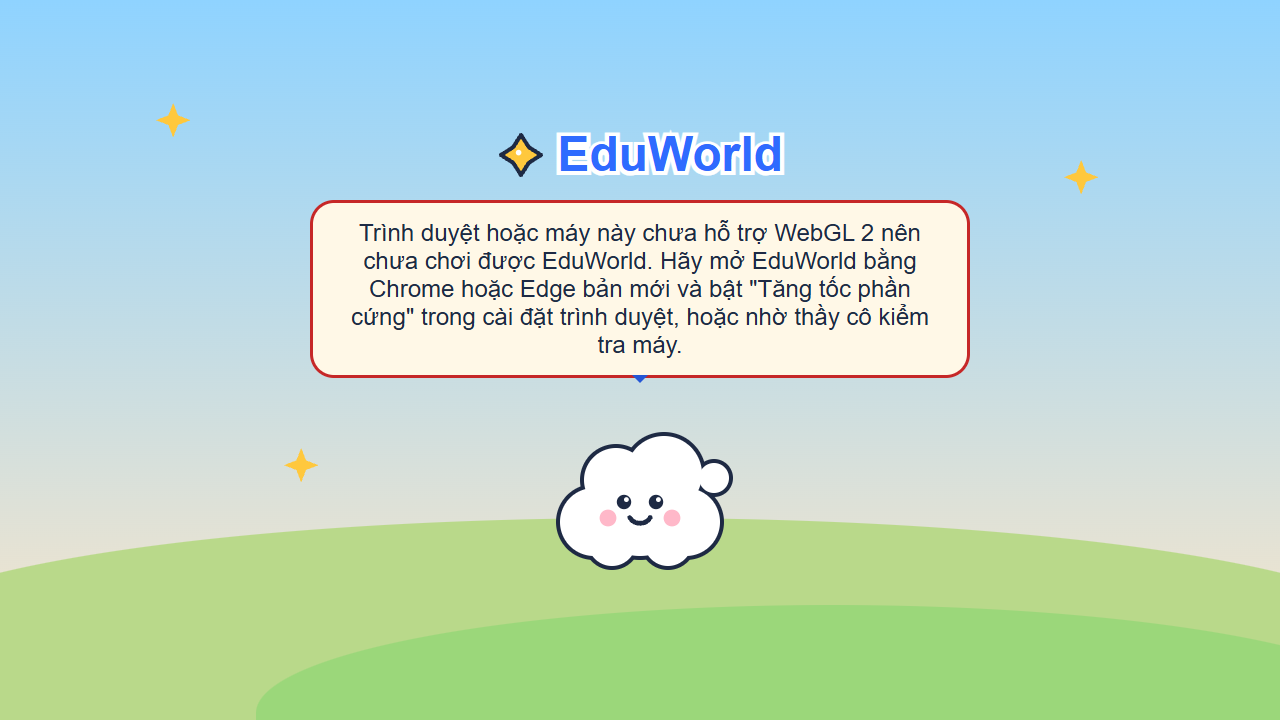 EduWorld
Trình duyệt hoặc máy này chưa hỗ trợ WebGL 2 nên
chưa chơi được EduWorld. Hãy mở EduWorld bằng
Chrome hoặc Edge bản mới và bật "Tăng tốc phần
cứng" trong cài đặt trình duyệt, hoặc nhờ thầy cô kiểm
tra máy.